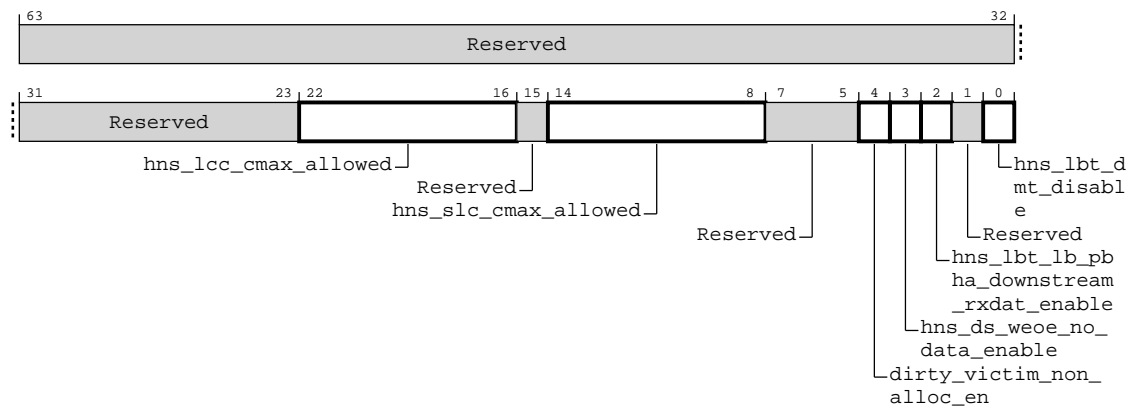 63 32
Reserved
31 23 22 16 15 14 8 7 5 4 3 2 1 0
Reserved
hns_lcc_cmax_allowed
Reserved
hns_slc_cmax_allowed
Reserved
hns_lbt_d
mt_disabl
e
Reserved
hns_lbt_lb_pb
ha_downstream
_rxdat_enable
hns_ds_weoe_no_
data_enable
dirty_victim_non_
alloc_en